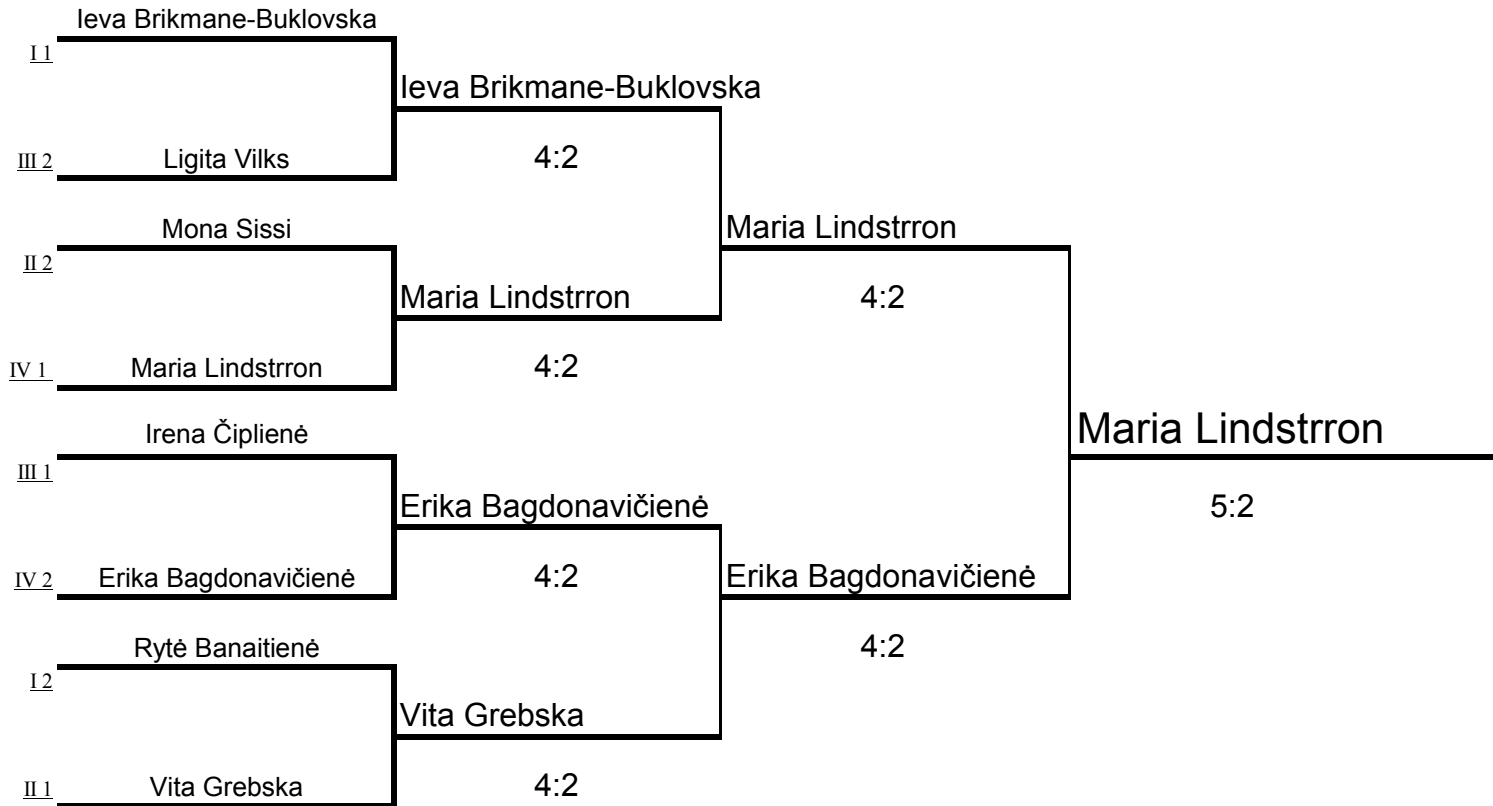 Ieva Brikmane-Buklovska
I 1
Ieva Brikmane-Buklovska
III 2 Ligita Vilks 4:2
Mona Sissi Maria Lindstrron
II 2
Maria Lindstrron 4:2
IV 1 Maria Lindstrron 4:2
Irena Čiplienė Maria Lindstrron
III 1
Erika Bagdonavičienė 5:2
IV 2 Erika Bagdonavičienė 4:2 Erika Bagdonavičienė
Rytė Banaitienė 4:2
I 2
Vita Grebska
II 1 Vita Grebska 4:2